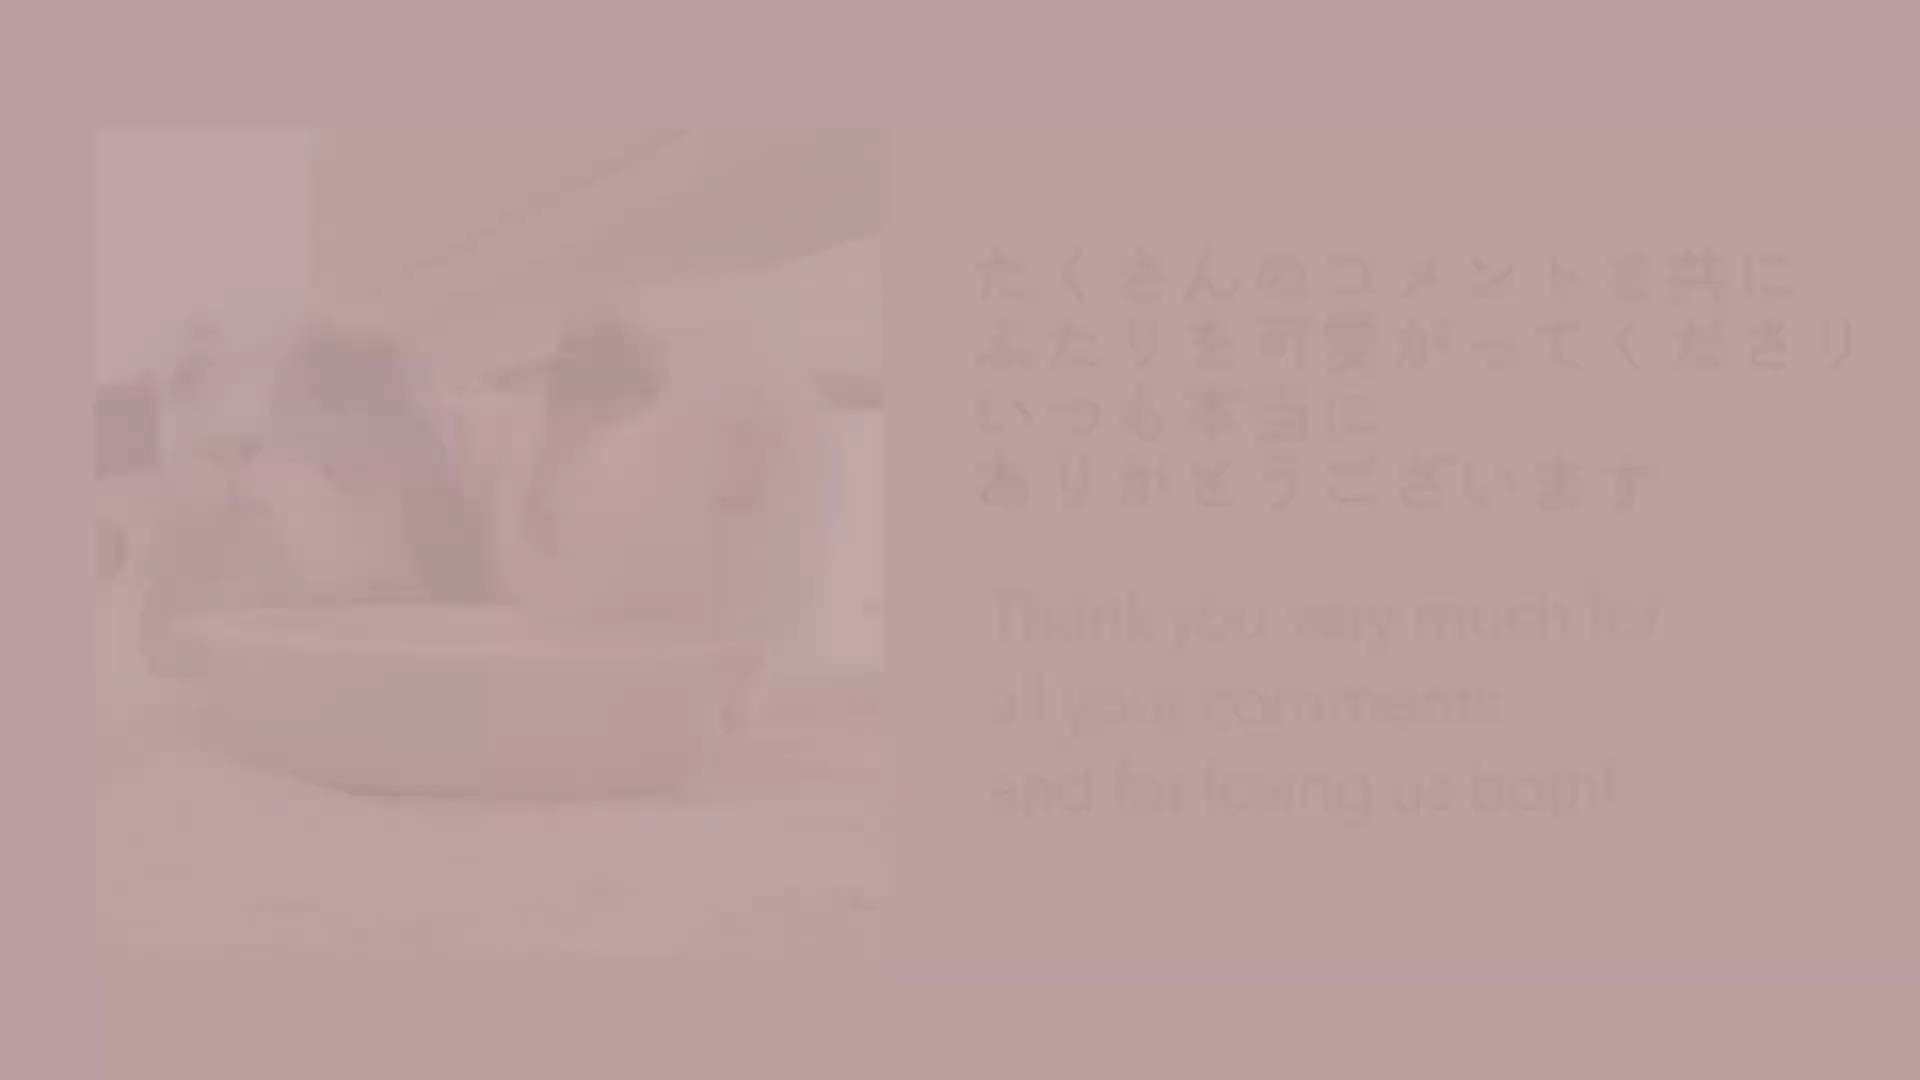 たくさんのコメントと共に
ふたりを可愛がってくださり
いつも本当に
ありがとうございます
Thank you very much for
all your comments
and for loving us both!